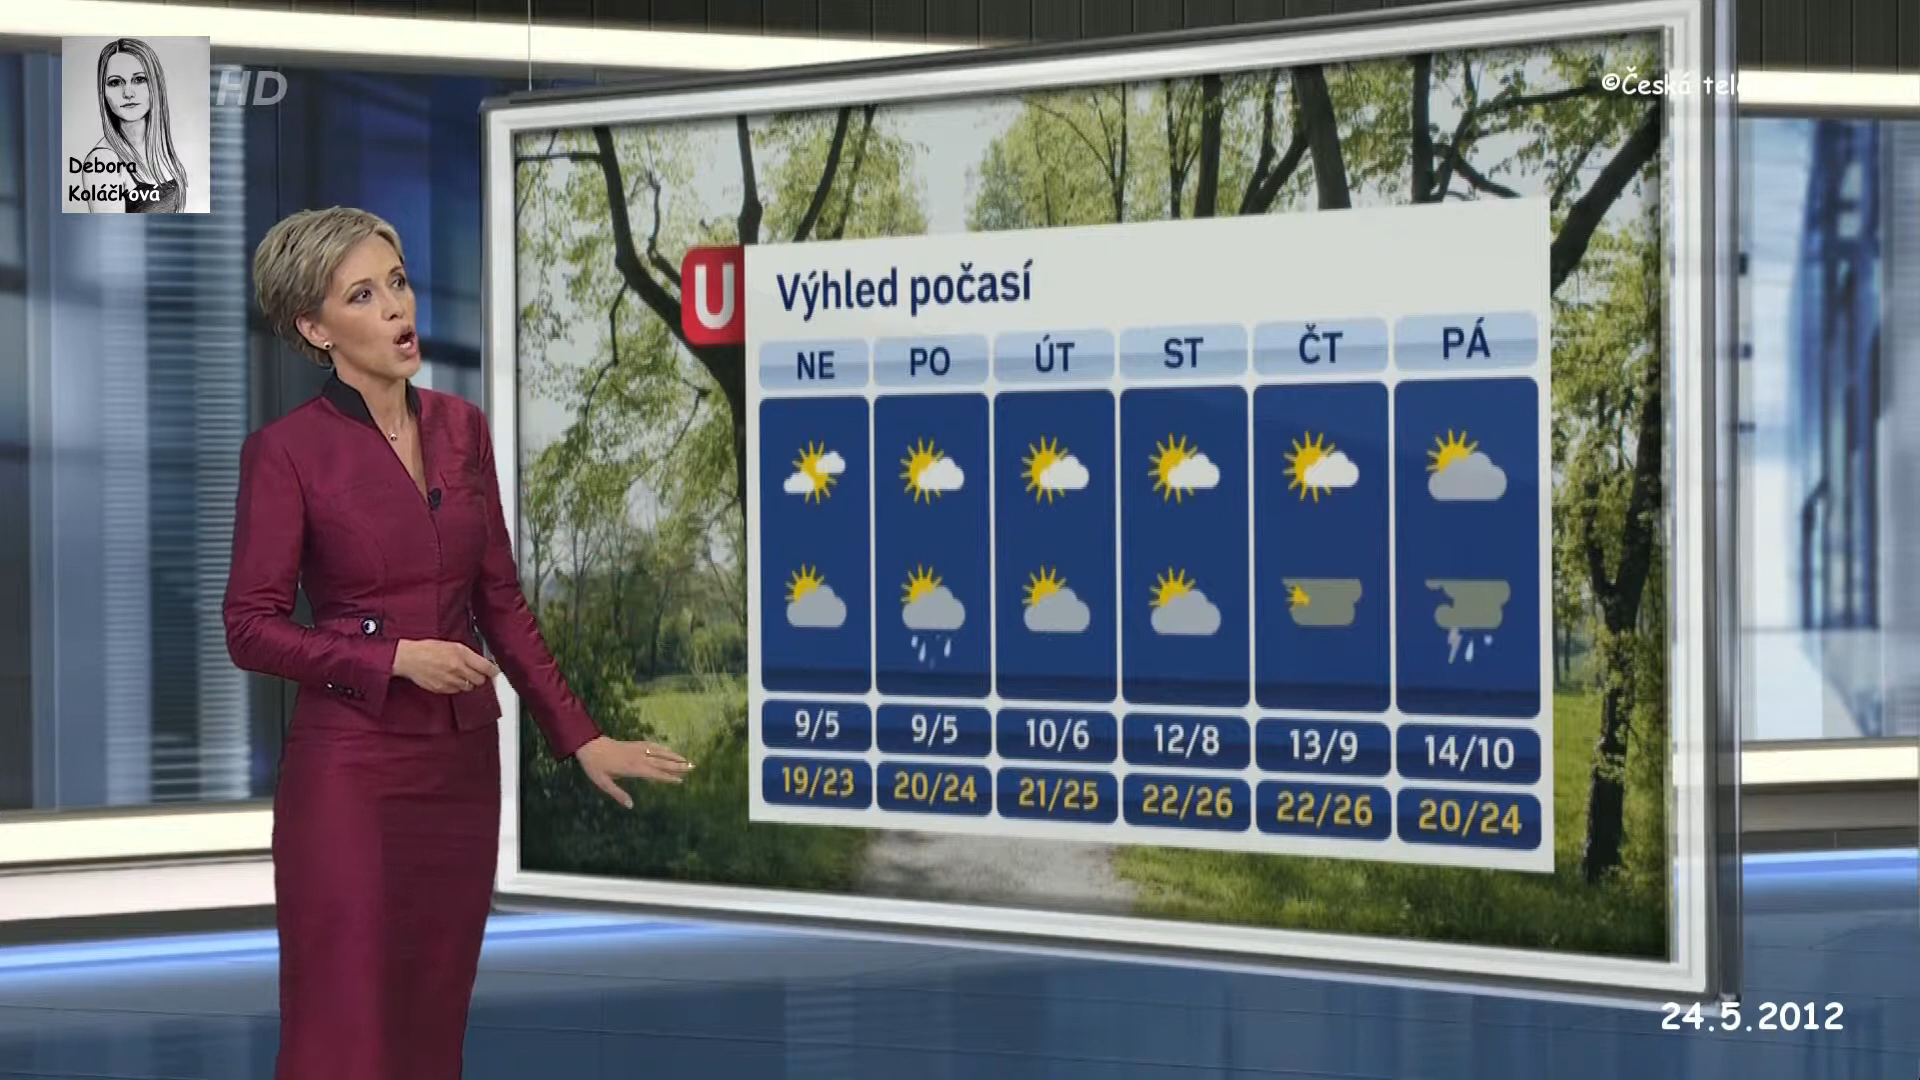 HD
Debora
Koláčková
©Česká tele
U
Výhled počasí
NE PO ÚT ST ČT PÁ
9/5 9/5 10/6 12/8 13/9 14/10
19/23 20/24 21/25 22/26 22/26 20/24
24.5.2012